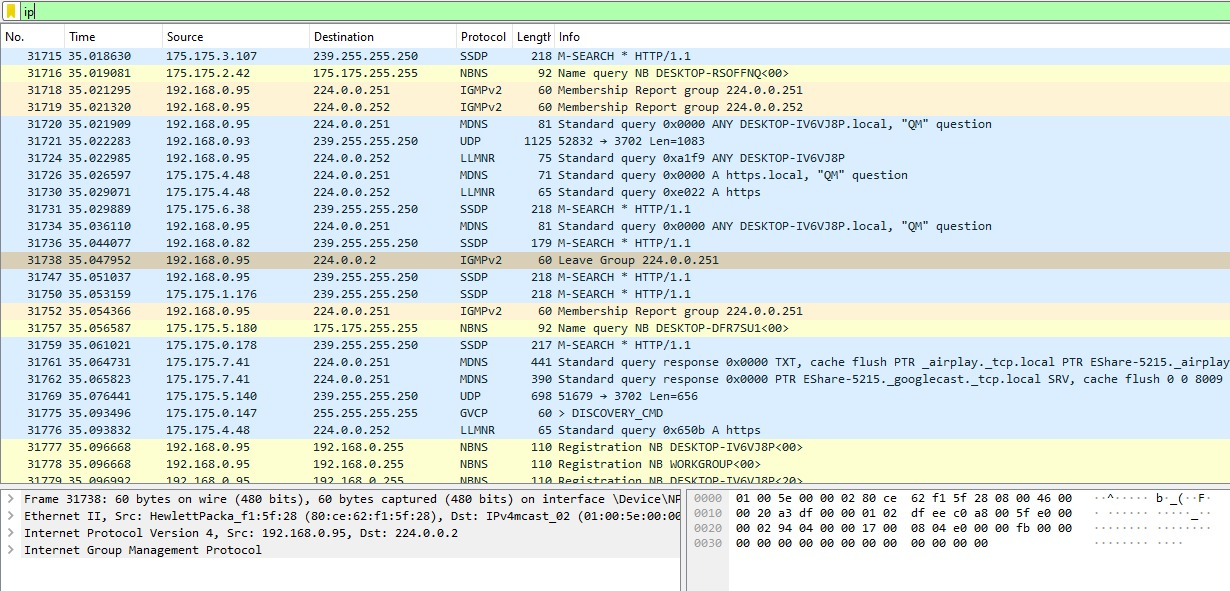 ip
No. Time Source Destination Protocol Length Info
31715 35.018630 175.175.3.107 239.255.255.250 SSDP 218 M-SEARCH * HTTP/1.1
31716 35.019081 175.175.2.42 175.175.255.255 NBNS 92 Name query NB DESKTOP-RSOFFNQ<00>
31718 35.021295 192.168.0.95 224.0.0.251 IGMPv2 60 Membership Report group 224.0.0.251
31719 35.021320 192.168.0.95 224.0.0.252 IGMPv2 60 Membership Report group 224.0.0.252
31720 35.021909 192.168.0.95 224.0.0.251 MDNS 81 Standard query 0x0000 ANY DESKTOP-IV6VJ8P.local, "QM" question
31721 35.022283 192.168.0.93 239.255.255.250 UDP 1125 52832 → 3702 Len=1083
31724 35.022985 192.168.0.95 224.0.0.252 LLMNR 75 Standard query 0xa1f9 ANY DESKTOP-IV6VJ8P
31726 35.026597 175.175.4.48 224.0.0.251 MDNS 71 Standard query 0x0000 A https.local, "QM" question
31730 35.029071 175.175.4.48 224.0.0.252 LLMNR 65 Standard query 0xe022 A https
31731 35.029889 175.175.6.38 239.255.255.250 SSDP 218 M-SEARCH * HTTP/1.1
31734 35.036110 192.168.0.95 224.0.0.251 MDNS 81 Standard query 0x0000 ANY DESKTOP-IV6VJ8P.local, "QM" question
31736 35.044077 192.168.0.82 239.255.255.250 SSDP 179 M-SEARCH * HTTP/1.1
31738 35.047952 192.168.0.95 224.0.0.2 IGMPv2 60 Leave Group 224.0.0.251
31747 35.051037 192.168.0.95 239.255.255.250 SSDP 218 M-SEARCH * HTTP/1.1
31750 35.053159 175.175.1.176 239.255.255.250 SSDP 218 M-SEARCH * HTTP/1.1
31752 35.054366 192.168.0.95 224.0.0.251 IGMPv2 60 Membership Report group 224.0.0.251
31757 35.056587 175.175.5.180 175.175.255.255 NBNS 92 Name query NB DESKTOP-DFR7SU1<00>
31759 35.061021 175.175.0.178 239.255.255.250 SSDP 217 M-SEARCH * HTTP/1.1
31761 35.064731 175.175.7.41 224.0.0.251 MDNS 441 Standard query response 0x0000 TXT, cache flush PTR _airplay._tcp.local PTR EShare-5215._airplay
31762 35.065823 175.175.7.41 224.0.0.251 MDNS 390 Standard query response 0x0000 PTR EShare-5215._googlecast._tcp.local SRV, cache flush 0 0 8009
31769 35.076441 175.175.5.140 239.255.255.250 UDP 698 51679 → 3702 Len=656
31775 35.093496 175.175.0.147 255.255.255.255 GVCP 60 > DISCOVERY_CMD
31776 35.093832 175.175.4.48 224.0.0.252 LLMNR 65 Standard query 0x650b A https
31777 35.096668 192.168.0.95 192.168.0.255 NBNS 110 Registration NB DESKTOP-IV6VJ8P<00>
31778 35.096668 192.168.0.95 192.168.0.255 NBNS 110 Registration NB WORKGROUP<00>
31779 35.096992 192.168.0.95 192.168.0.255 NBNS 110 Registration NB DESKTOP-IV6VJ8P<20>
Frame 31738: 60 bytes on wire (480 bits), 60 bytes captured (480 bits) on interface \Device\NP
Ethernet II, Src: HewlettPacka_f1:5f:28 (80:ce:62:f1:5f:28), Dst: IPv4mcast_02 (01:00:5e:00:00
Internet Protocol Version 4, Src: 192.168.0.95, Dst: 224.0.0.2
Internet Group Management Protocol
0000 01 00 5e 00 00 02 80 ce 62 f1 5f 28 08 00 46 00 ··^····· b·_(··F·
0010 00 20 a3 df 00 00 01 02 df ee c0 a8 00 5f e0 00 · ······ ·····_··
0020 00 02 94 04 00 00 17 00 08 04 e0 00 00 fb 00 00 ········ ········
0030 00 00 00 00 00 00 00 00 00 00 00 00 ········ ····